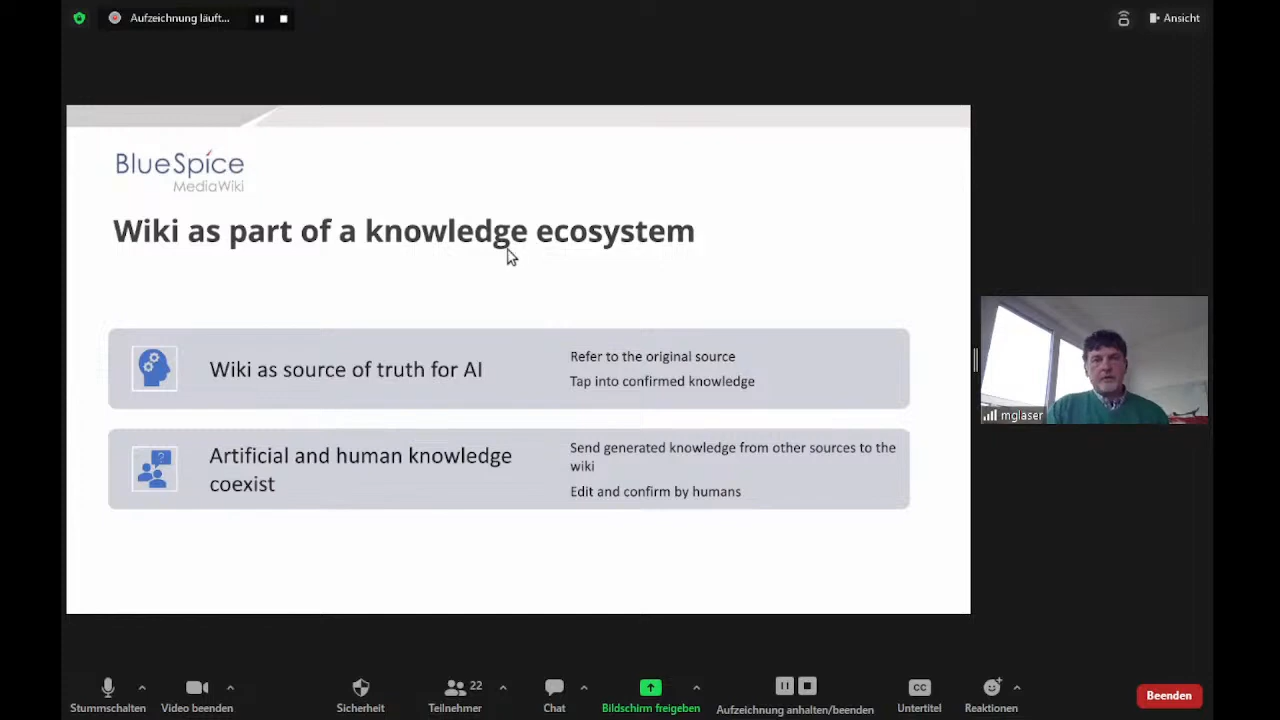 Aufzeichnung läuft...
Ansicht
BlueSpice
MediaWiki
Wiki as part of a knowledge ecosystem
Wiki as source of truth for AI
Refer to the original source
Tap into confirmed knowledge
Artificial and human knowledge
coexist
Send generated knowledge from other sources to the
wiki
Edit and confirm by humans
mglaser
Stummschalten
Video beenden
Sicherheit
22
Teilnehmer
Chat
Bildschirm freigeben
Aufzeichnung anhalten/beenden
CC
Untertitel
Reaktionen
Beenden